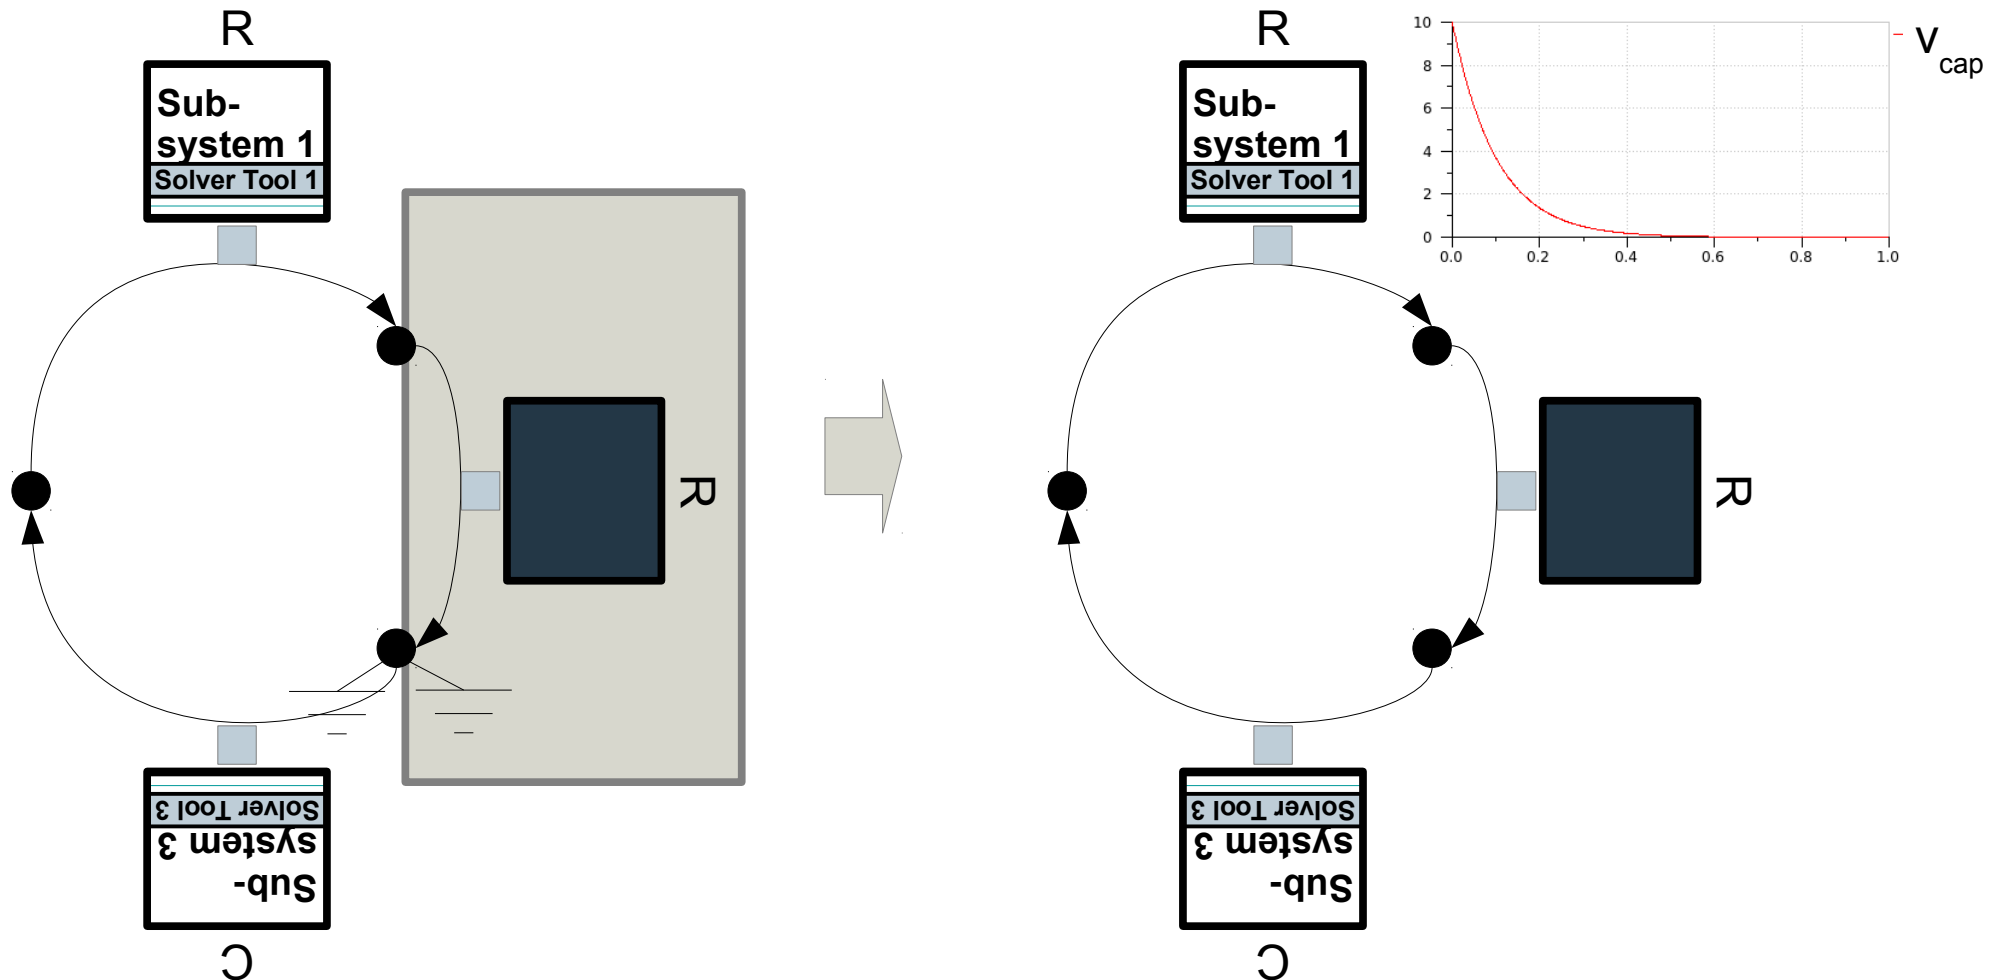 R
Sub-
system 1
Solver Tool 1
R
Solver Tool 3
system 3
Sub-
C
R
Sub-
system 1
Solver Tool 1
10
8
6
4
2
0
0.0 0.2 0.4 0.6 0.8 1.0
v cap
R
Solver Tool 3
system 3
Sub-
C